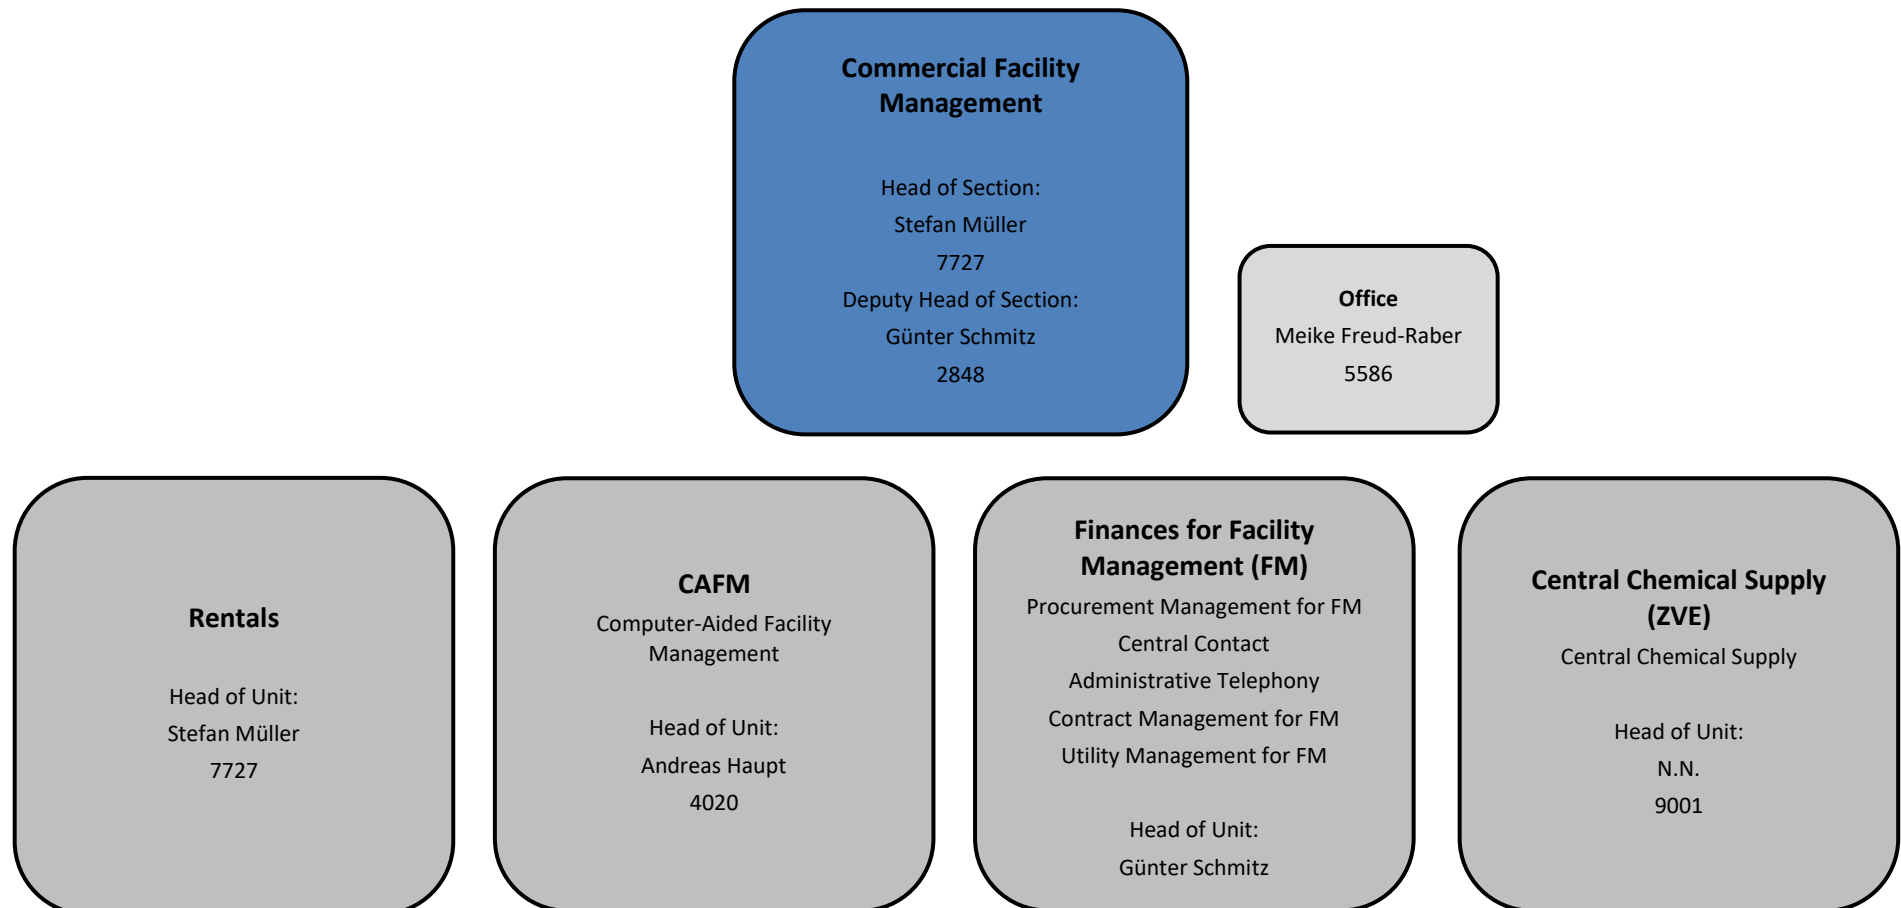 Commercial Facility
Management
Head of Section:
Stefan Müller
7727
Deputy Head of Section:
Günter Schmitz
2848
Office
Meike Freud-Raber
5586
Rentals
Head of Unit:
Stefan Müller
7727
CAFM
Computer-Aided Facility
Management
Head of Unit:
Andreas Haupt
4020
Finances for Facility
Management (FM)
Procurement Management for FM
Central Contact
Administrative Telephony
Contract Management for FM
Utility Management for FM
Head of Unit:
Günter Schmitz
Central Chemical Supply
(ZVE)
Central Chemical Supply
Head of Unit:
N.N.
9001